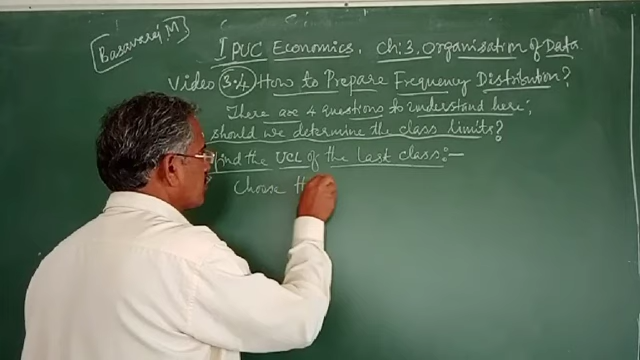 Basavaraj M
I PUC Economics. Ch:3. Organisation of Data
Video 3.4 How to Prepare Frequency Distribution?
There are 4 questions to understand here:
should we determine the class limits?
find the UCL of the last class:-
Choose